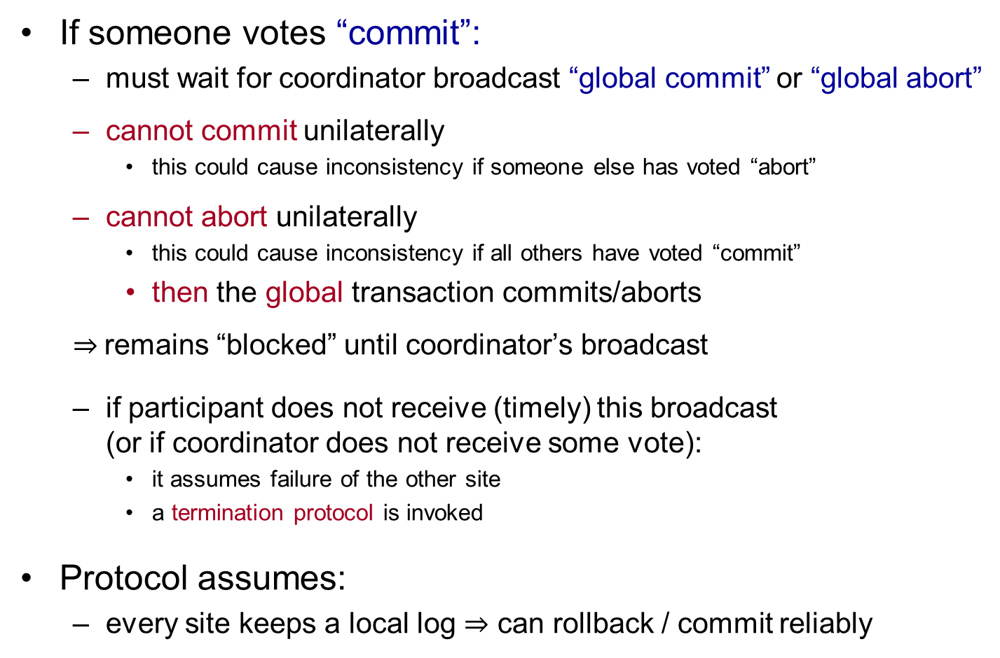 • If someone votes “commit”:
– must wait for coordinator broadcast “global commit” or “global abort”
– cannot commit unilaterally
• this could cause inconsistency if someone else has voted “abort”
– cannot abort unilaterally
• this could cause inconsistency if all others have voted “commit”
• then the global transaction commits/aborts
⇒ remains “blocked” until coordinator’s broadcast
– if participant does not receive (timely) this broadcast
(or if coordinator does not receive some vote):
• it assumes failure of the other site
• a termination protocol is invoked
• Protocol assumes:
– every site keeps a local log ⇒ can rollback / commit reliably